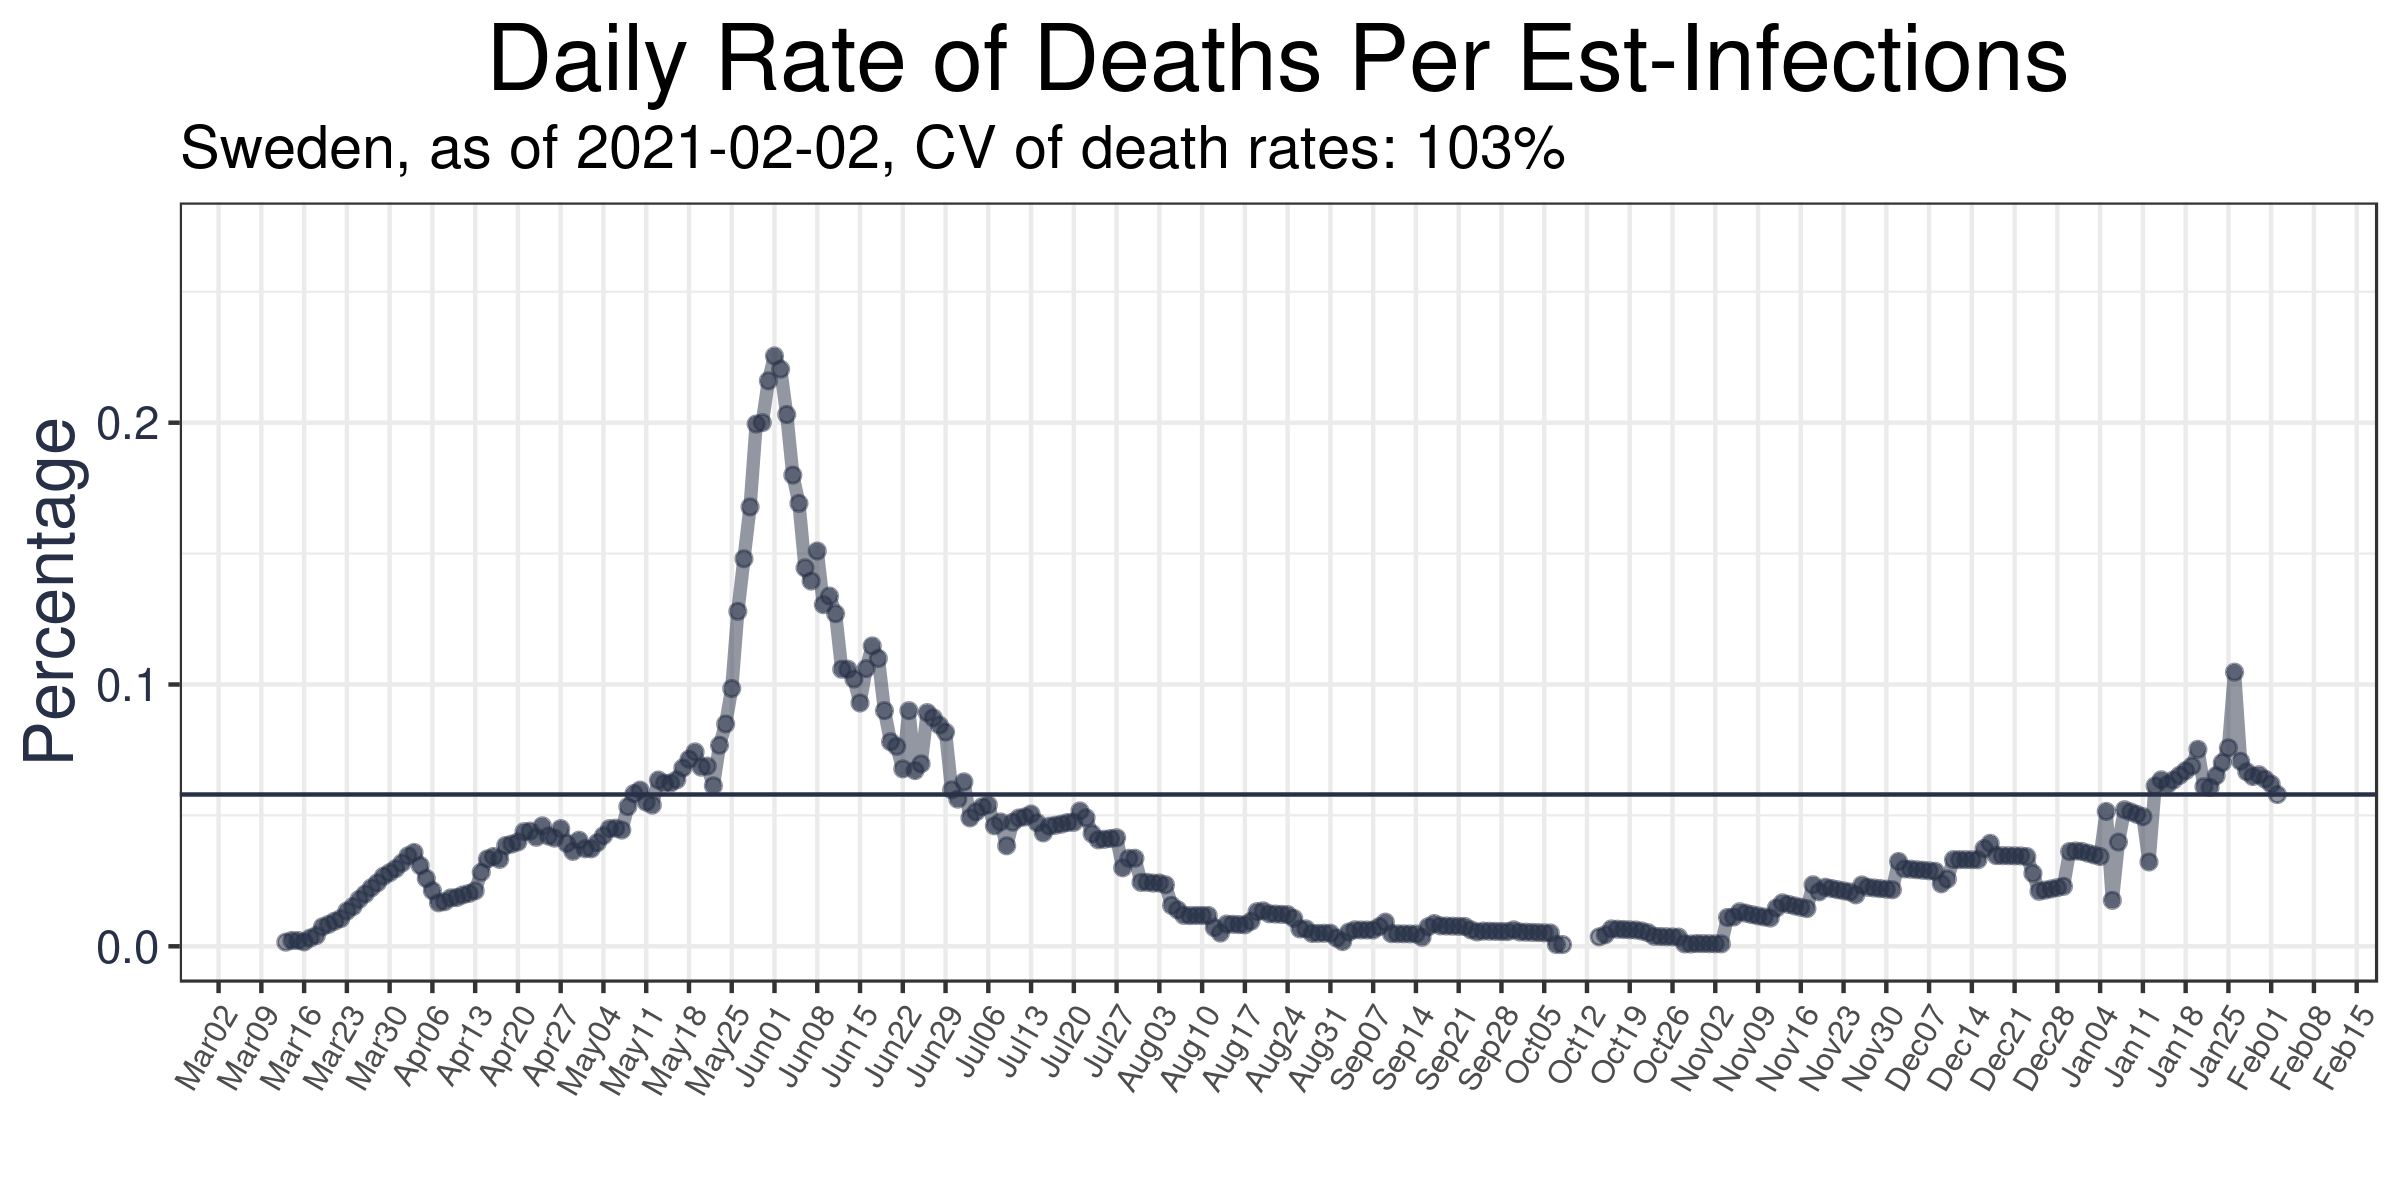 Daily Rate of Deaths Per Est-Infections
Sweden, as of 2021-02-02, CV of death rates: 103%
Percentage
0.2
0.1
0.0
Mar02
Mar09
Mar16
Mar23
Mar30
Apr06
Apr13
Apr20
Apr27
May04
May11
May18
May25
Jun01
Jun08
Jun15
Jun22
Jun29
Jul06
Jul13
Jul20
Jul27
Aug03
Aug10
Aug17
Aug24
Aug31
Sep07
Sep14
Sep21
Sep28
Oct05
Oct12
Oct19
Oct26
Nov02
Nov09
Nov16
Nov23
Nov30
Dec07
Dec14
Dec21
Dec28
Jan04
Jan11
Jan18
Jan25
Feb01
Feb08
Feb15